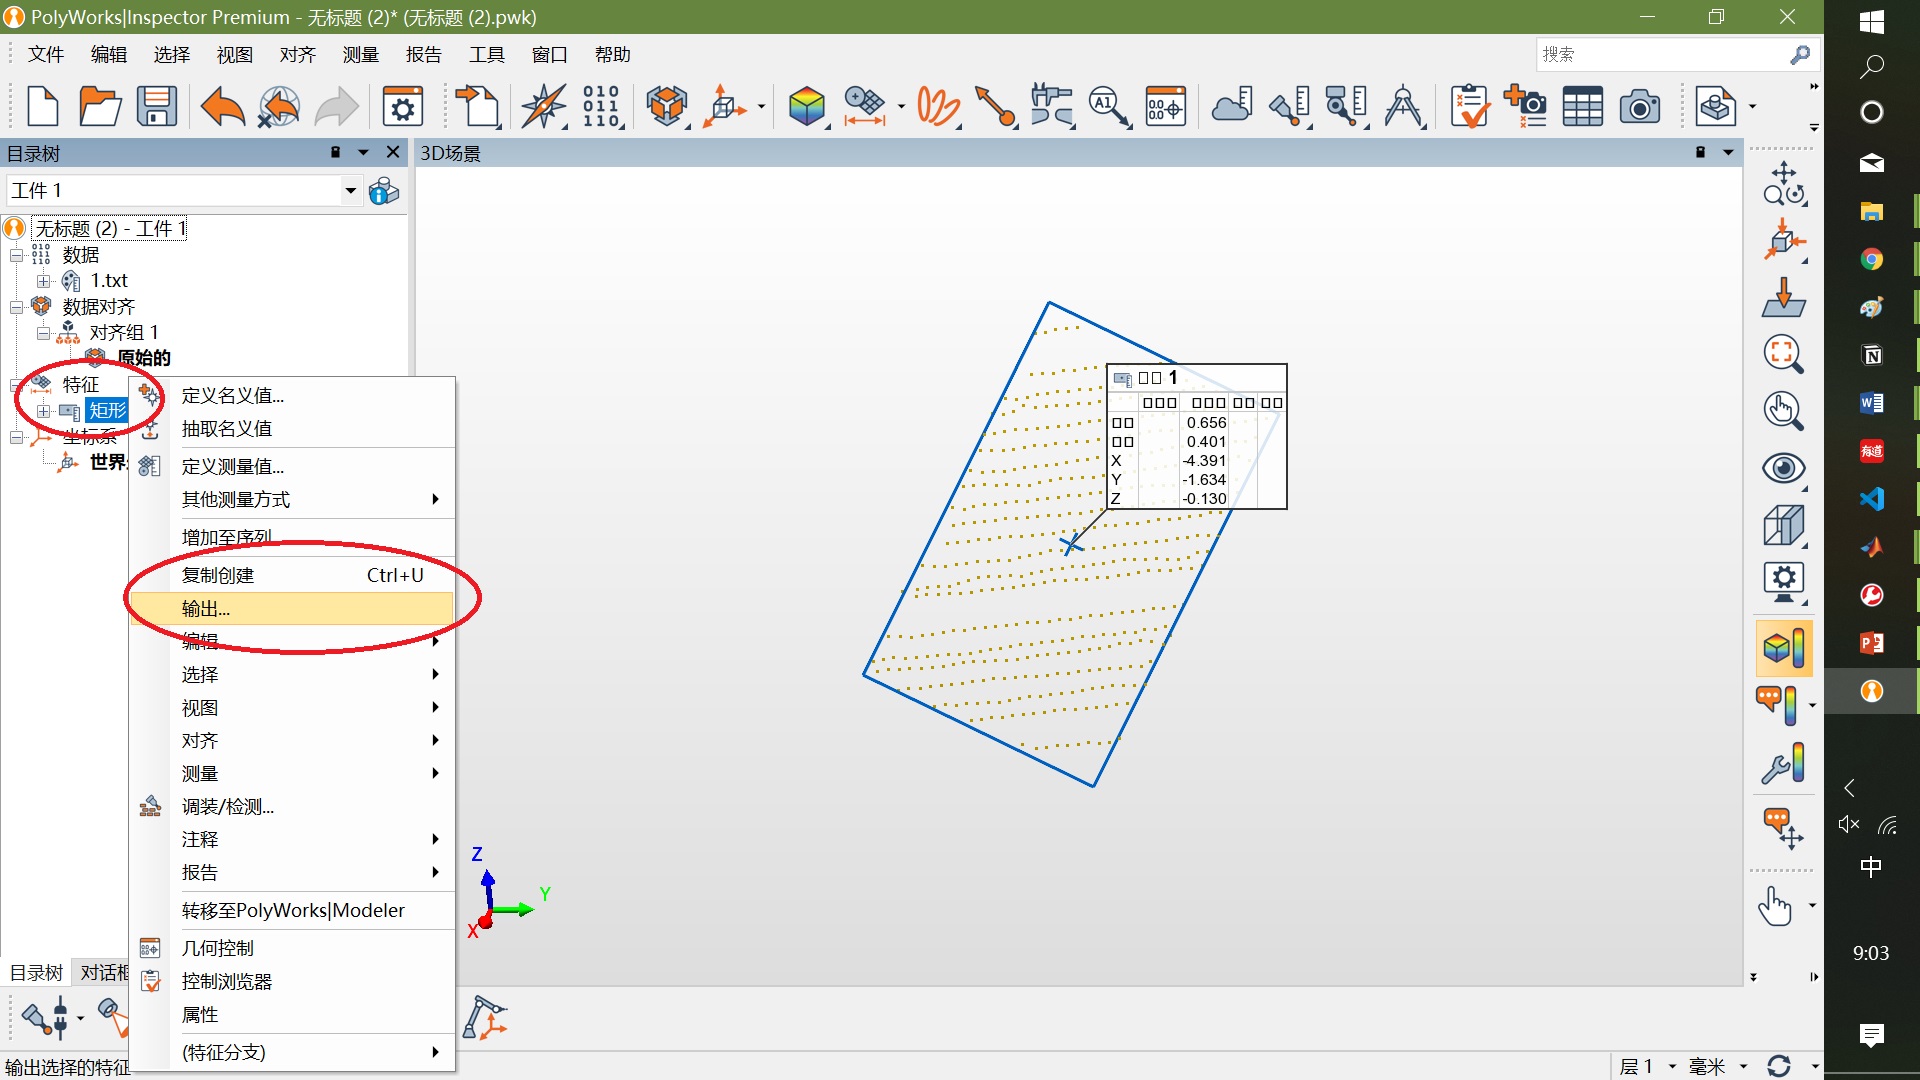 PolyWorks|Inspector Premium - 无标题 (2)* (无标题 (2).pwk)
文件 编辑 选择 视图 对齐 测量 报告 工具 窗口 帮助
搜索
目录树
3D场景
工件 1
无标题 (2) - 工件 1
数据
1.txt
数据对齐
对齐组 1
原始的
特征
矩形
坐标系
世界
定义名义值...
抽取名义值
定义测量值...
其他测量方式
增加至序列
复制创建 Ctrl+U
输出...
编辑
选择
视图
对齐
测量
调装/检测...
注释
报告
转移至PolyWorks|Modeler
几何控制
控制浏览器
属性
(特征分支)
1
0.656
0.401
X -4.391
Y -1.634
Z -0.130
Z
Y
X
目录树 对话框
输出选择的特征
层 1 毫米
有道
中
9:03